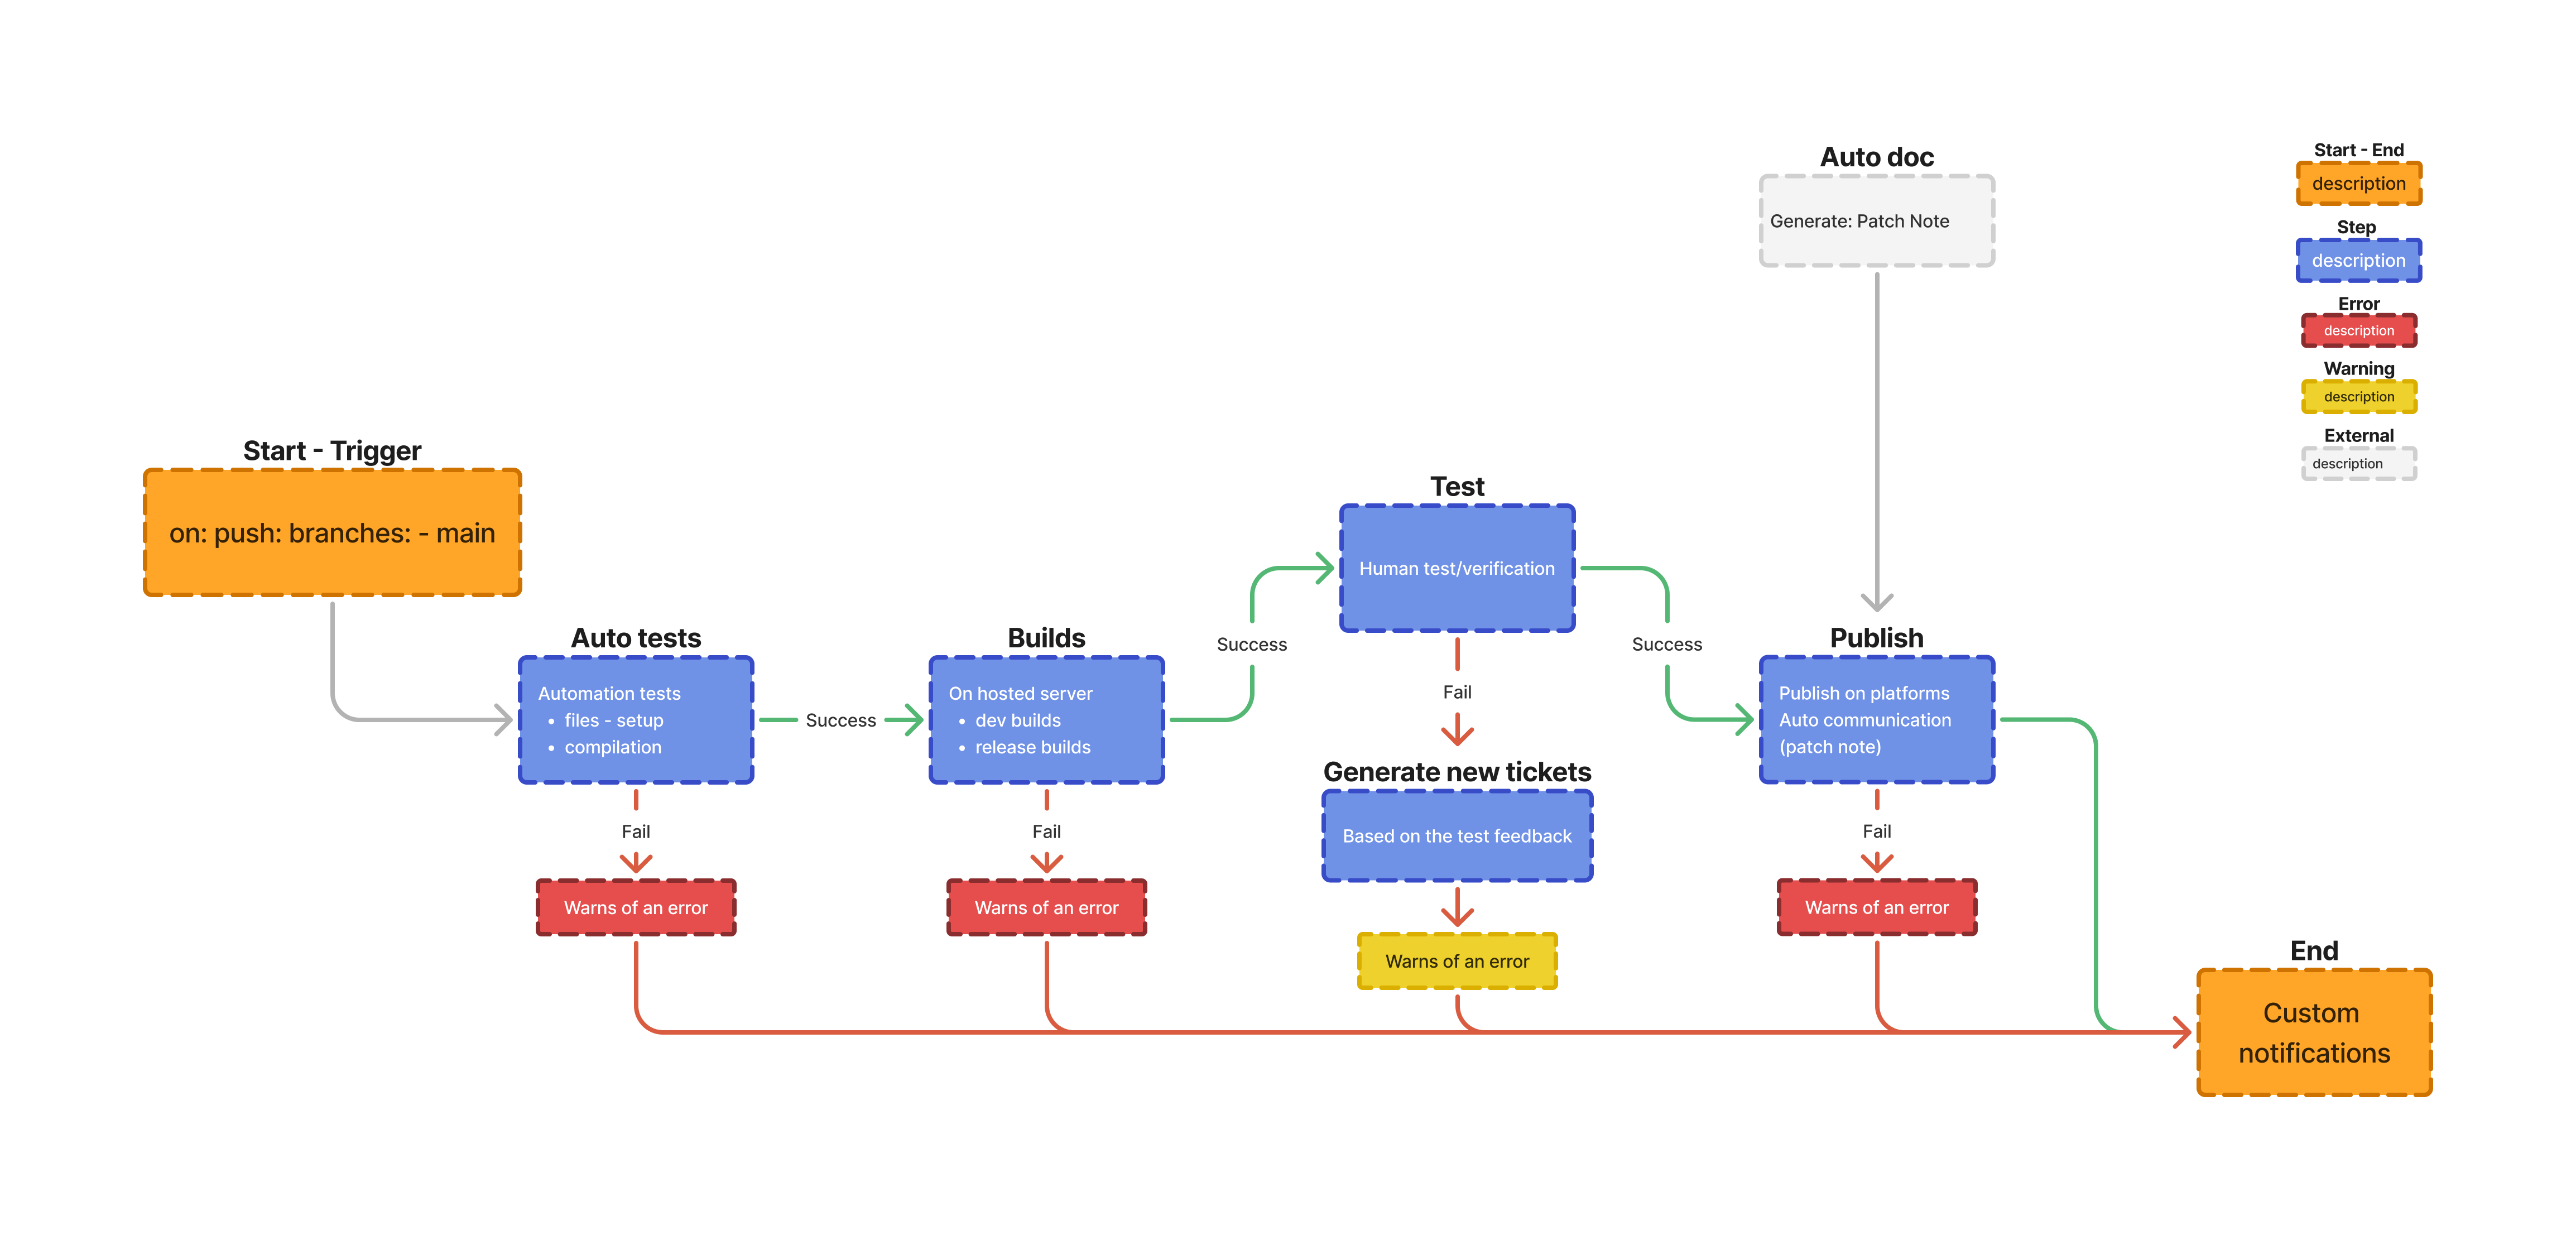 Auto doc
Generate: Patch Note
Start - End
description
Step
description
Error
description
Warning
description
External
description
Start - Trigger
on: push: branches: - main
Auto tests
Automation tests
• files - setup
• compilation
Success
Fail
Warns of an error
Builds
On hosted server
• dev builds
• release builds
Success
Fail
Warns of an error
Test
Human test/verification
Success
Fail
Generate new tickets
Based on the test feedback
Warns of an error
Publish
Publish on platforms
Auto communication
(patch note)
Fail
Warns of an error
End
Custom
notifications